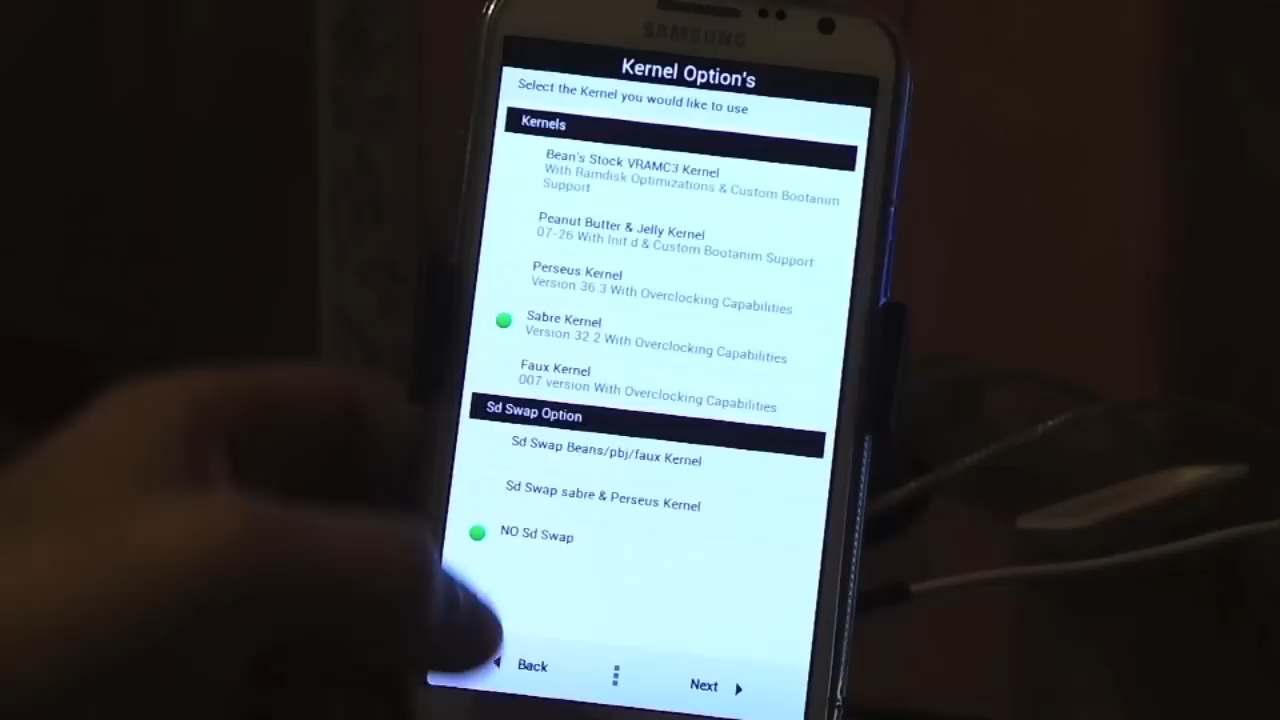 SAMSUNG
Kernel Option's
Select the Kernel you would like to use
Kernels
Bean's Stock VRAMC3 Kernel
With Ramdisk Optimizations & Custom Bootanim
Support
Peanut Butter & Jelly Kernel
07-26 With Init d & Custom Bootanim Support
Perseus Kernel
Version 36.3 With Overclocking Capabilities
Sabre Kernel
Version 32.2 With Overclocking Capabilities
Faux Kernel
007 version With Overclocking Capabilities
Sd Swap Option
Sd Swap Beans/pbj/faux Kernel
Sd Swap sabre & Perseus Kernel
NO Sd Swap
Back
Next